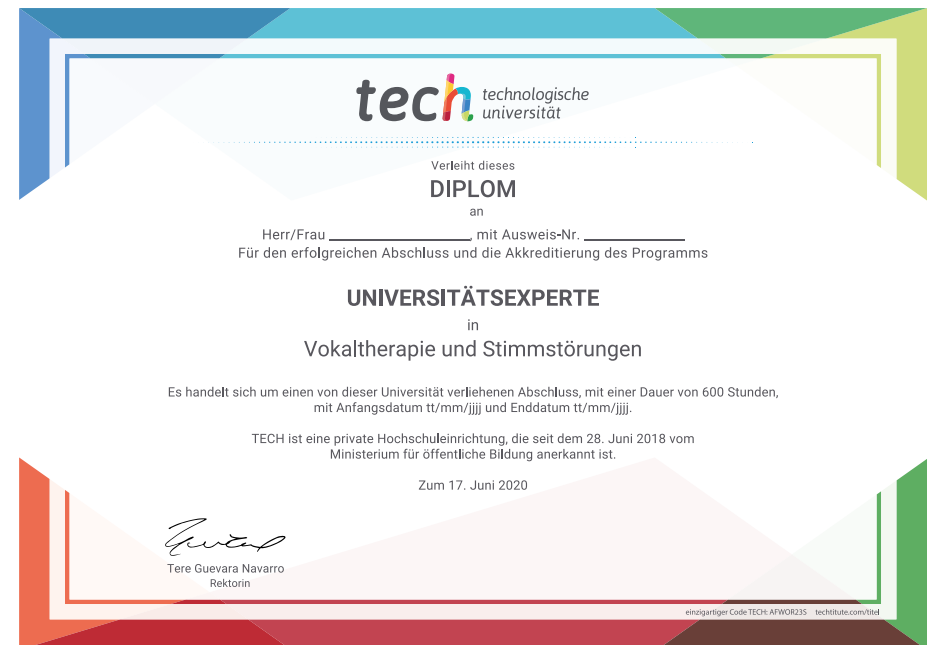 tech technologische
universität
Verleiht dieses
DIPLOM
an
Herr/Frau ____________________, mit Ausweis-Nr. ______________
Für den erfolgreichen Abschluss und die Akkreditierung des Programms
UNIVERSITÄTSEXPERTE
in
Vokaltherapie und Stimmstörungen
Es handelt sich um einen von dieser Universität verliehenen Abschluss, mit einer Dauer von 600 Stunden,
mit Anfangsdatum tt/mm/jjjj und Enddatum tt/mm/jjjj.
TECH ist eine private Hochschuleinrichtung, die seit dem 28. Juni 2018 vom
Ministerium für öffentliche Bildung anerkannt ist.
Zum 17. Juni 2020
Tere Guevara Navarro
Rektorin
einzigartiger Code TECH: AFWOR23S techtitute.com/titel